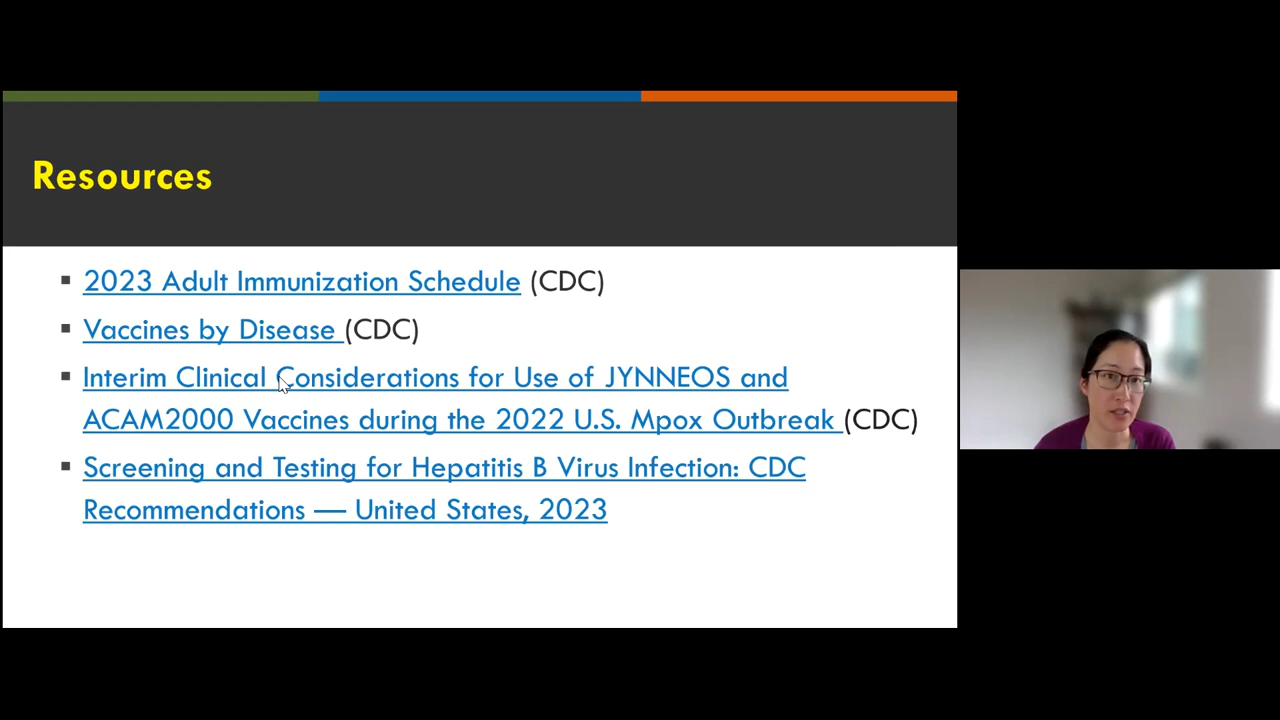 Resources
2023 Adult Immunization Schedule (CDC)
Vaccines by Disease (CDC)
Interim Clinical Considerations for Use of JYNNEOS and
ACAM2000 Vaccines during the 2022 U.S. Mpox Outbreak (CDC)
Screening and Testing for Hepatitis B Virus Infection: CDC
Recommendations — United States, 2023